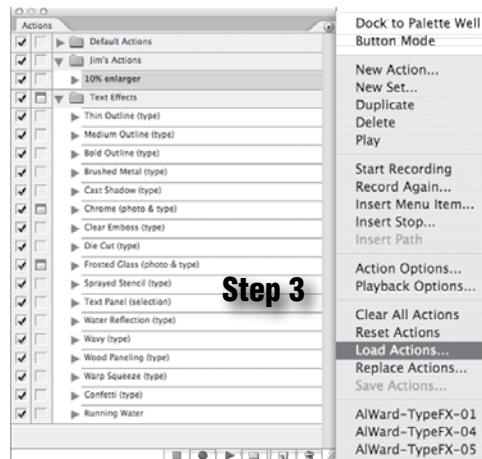 Actions
Default Actions
Jim's Actions
10% enlarger
Text Effects
Thin Outline (type)
Medium Outline (type)
Bold Outline (type)
Brushed Metal (type)
Cast Shadow (type)
Chrome (photo & type)
Clear Emboss (type)
Die Cut (type)
Frosted Glass (photo & type)
Sprayed Stencil (type)
Text Panel (selection)
Water Reflection (type)
Wavy (type)
Wood Paneling (type)
Warp Squeeze (type)
Confetti (type)
Running Water
Step 3
Dock to Palette Well
Button Mode
New Action...
New Set...
Duplicate
Delete
Play
Start Recording
Record Again...
Insert Menu Item...
Insert Stop...
Insert Path
Action Options...
Playback Options...
Clear All Actions
Reset Actions
Load Actions...
Replace Actions...
Save Actions...
AlWard-TypeFX-01
AlWard-TypeFX-04
AlWard-TypeFX-05